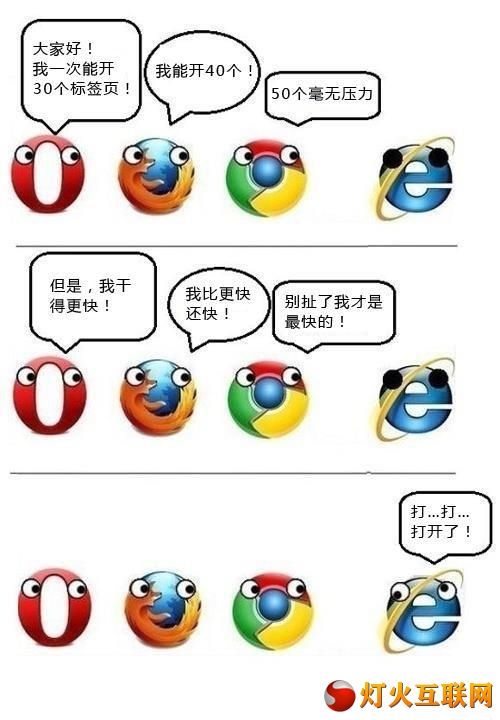 大家好！
我一次能开
30个标签页！
我能开40个！
50个毫无压力
但是，我干
得更快！
我比更快
还快！
别扯了我才是
最快的！
打...打...
打开了！
灯火互联网